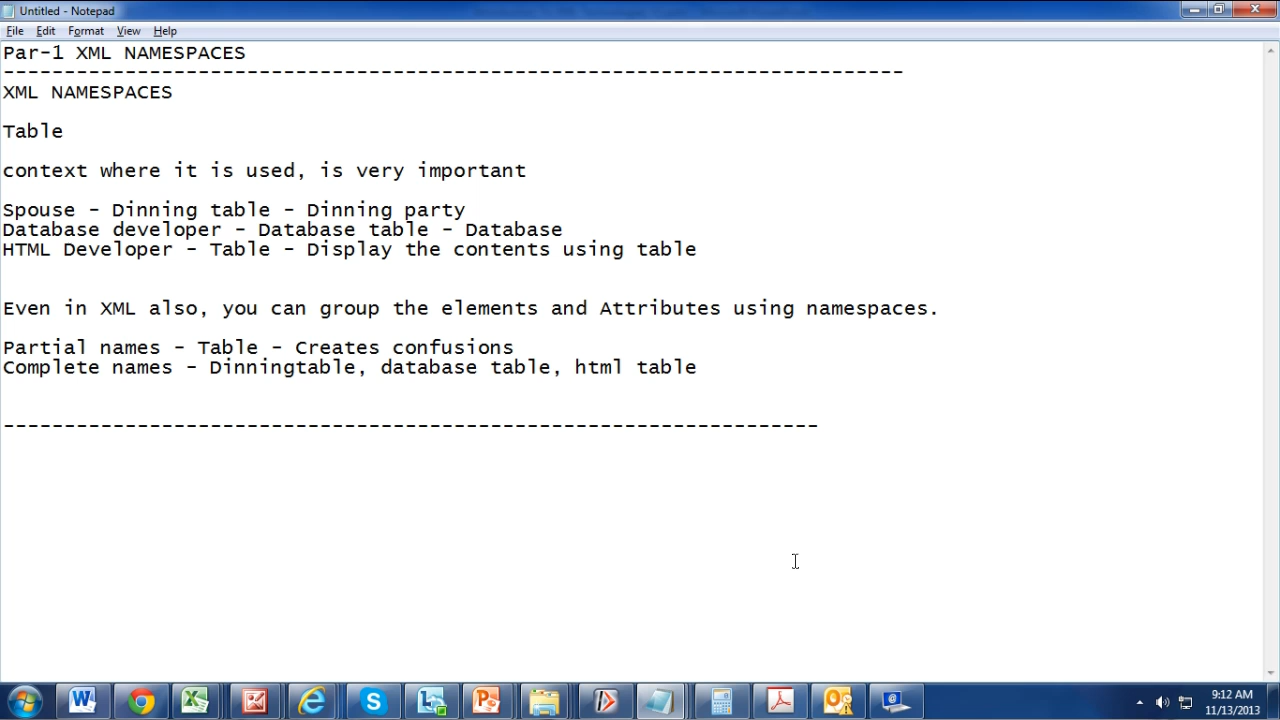 Untitled - Notepad
File Edit Format View Help
Par-1 XML NAMESPACES
--------------------------------------------------------------------------
XML NAMESPACES
Table
context where it is used, is very important
Spouse - Dinning table - Dinning party
Database developer - Database table - Database
HTML Developer - Table - Display the contents using table
Even in XML also, you can group the elements and Attributes using namespaces.
Partial names - Table - Creates confusions
Complete names - Dinningtable, database table, html table
-------------------------------------------------------------------
9:12 AM
11/13/2013